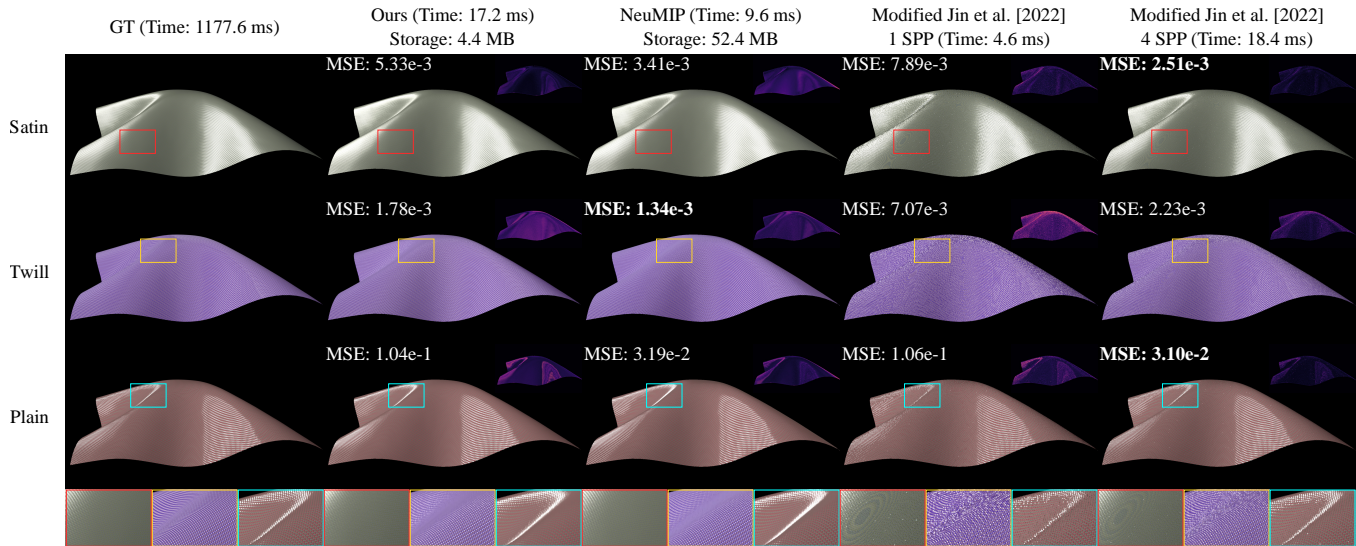 GT (Time: 1177.6 ms)
Ours (Time: 17.2 ms)
Storage: 4.4 MB
NeuMIP (Time: 9.6 ms)
Storage: 52.4 MB
Modified Jin et al. [2022]
1 SPP (Time: 4.6 ms)
Modified Jin et al. [2022]
4 SPP (Time: 18.4 ms)
Satin
MSE: 5.33e-3
MSE: 3.41e-3
MSE: 7.89e-3
MSE: 2.51e-3
Twill
MSE: 1.78e-3
MSE: 1.34e-3
MSE: 7.07e-3
MSE: 2.23e-3
Plain
MSE: 1.04e-1
MSE: 3.19e-2
MSE: 1.06e-1
MSE: 3.10e-2